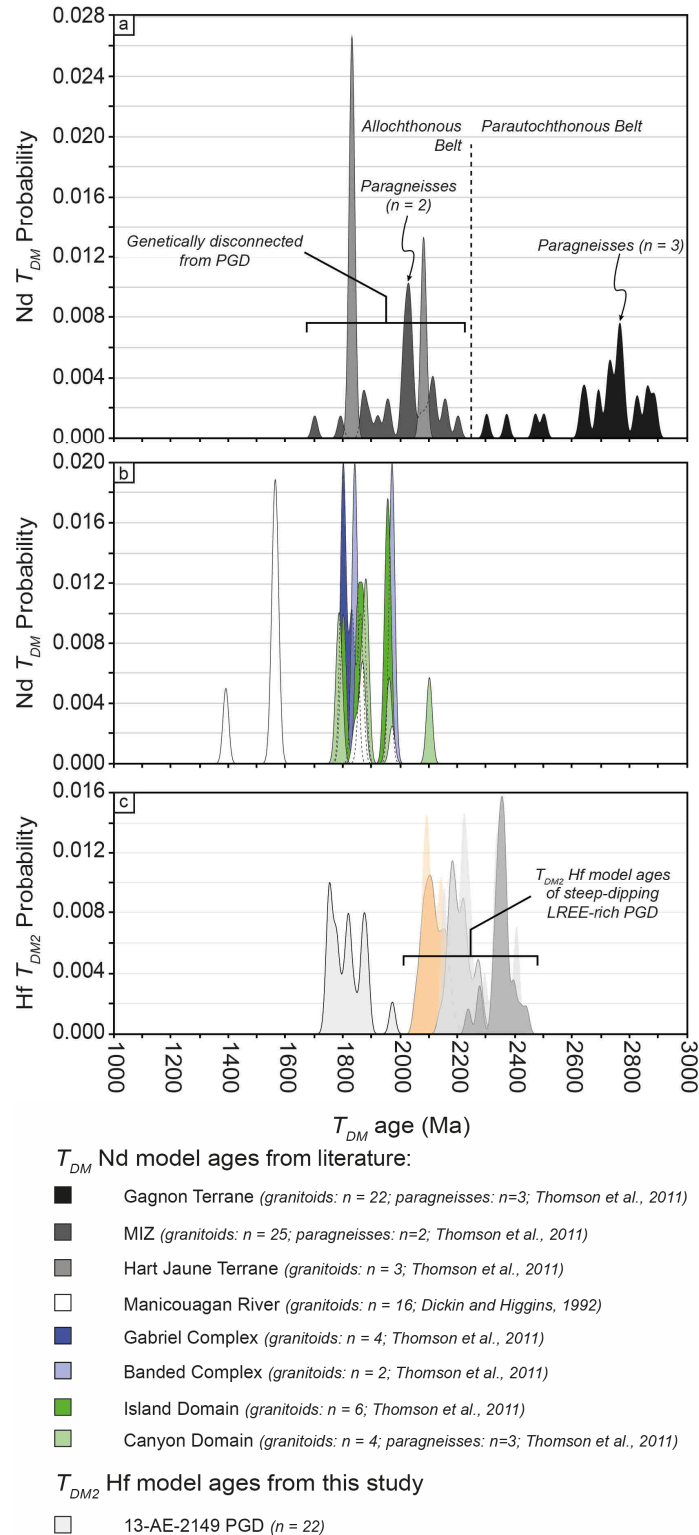 a
0.028
0.024
0.020
0.016
0.012
0.008
0.004
0.000
Nd TDM Probability
Allochthonous
Belt
Parautochthonous Belt
Paragneisses
(n = 2)
Genetically disconnected
from PGD
Paragneisses (n = 3)
b
0.020
0.016
0.012
0.008
0.004
0.000
Nd TDM Probability
c
0.016
0.012
0.008
0.004
0.000
Hf TDM2 Probability
TDM2 Hf model ages
of steep-dipping
LREE-rich PGD
1000
1200
1400
1600
1800
2000
2200
2400
2600
2800
3000
TDM age (Ma)
TDM Nd model ages from literature:
Gagnon Terrane (granitoids: n = 22; paragneisses: n=3; Thomson et al., 2011)
MIZ (granitoids: n = 25; paragneisses: n=2; Thomson et al., 2011)
Hart Jaune Terrane (granitoids: n = 3; Thomson et al., 2011)
Manicouagan River (granitoids: n = 16; Dickin and Higgins, 1992)
Gabriel Complex (granitoids: n = 4; Thomson et al., 2011)
Banded Complex (granitoids: n = 2; Thomson et al., 2011)
Island Domain (granitoids: n = 6; Thomson et al., 2011)
Canyon Domain (granitoids: n = 4; paragneisses: n=3; Thomson et al., 2011)
TDM2 Hf model ages from this study
13-AE-2149 PGD (n = 22)